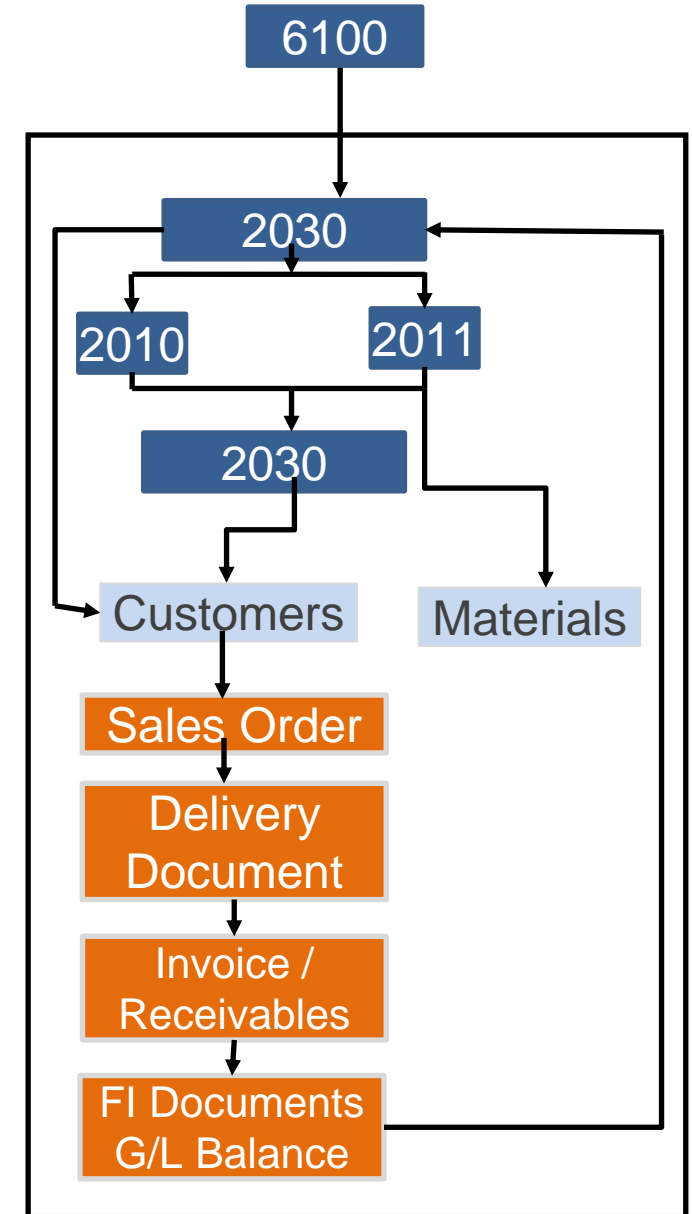 6100
2030
2010
2011
2030
Customers
Materials
Sales Order
Delivery
Document
Invoice /
Receivables
FI Documents
G/L Balance